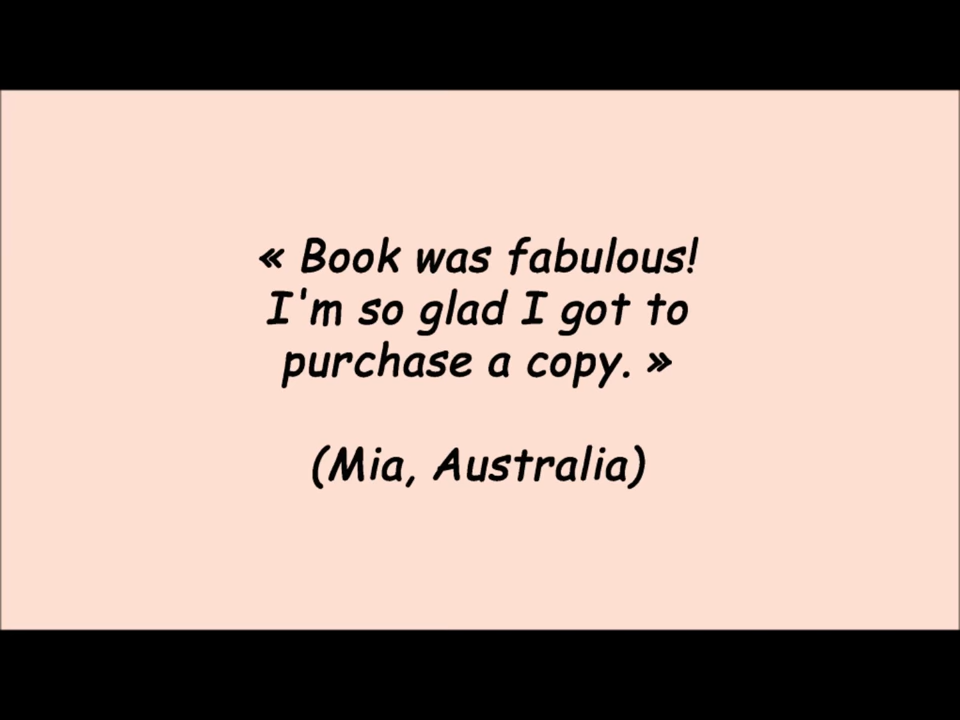 « Book was fabulous!
I'm so glad I got to
purchase a copy. »
(Mia, Australia)